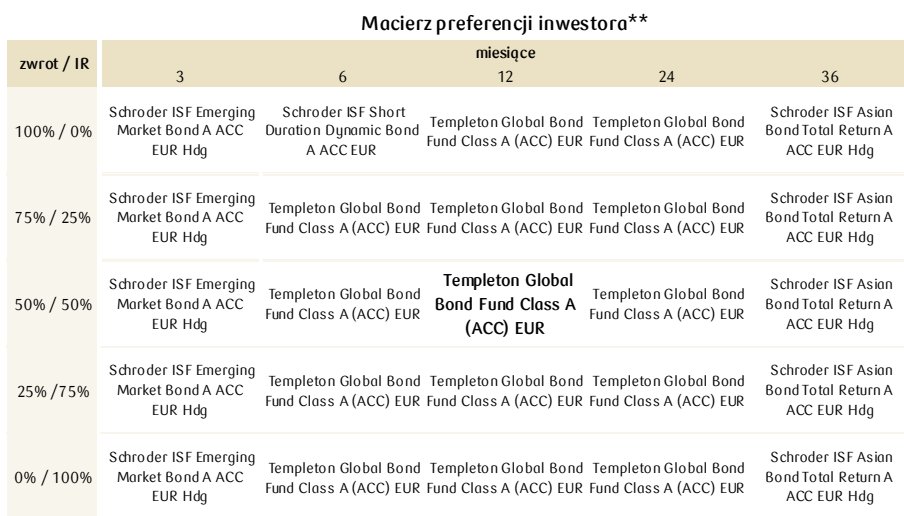 Macierz preferencji inwestora**
zwrot / IR
miesiące
3 6 12 24 36
100% / 0%
Schroder ISF Emerging
Market Bond A ACC
EUR Hdg
Schroder ISF Short
Duration Dynamic Bond
A ACC EUR
Templeton Global Bond
Fund Class A (ACC) EUR
Templeton Global Bond
Fund Class A (ACC) EUR
Schroder ISF Asian
Bond Total Return A
ACC EUR Hdg
75% / 25%
Schroder ISF Emerging
Market Bond A ACC
EUR Hdg
Templeton Global Bond
Fund Class A (ACC) EUR
Templeton Global Bond
Fund Class A (ACC) EUR
Templeton Global Bond
Fund Class A (ACC) EUR
Schroder ISF Asian
Bond Total Return A
ACC EUR Hdg
50% / 50%
Schroder ISF Emerging
Market Bond A ACC
EUR Hdg
Templeton Global Bond
Fund Class A (ACC) EUR
Templeton Global
Bond Fund Class A
(ACC) EUR
Templeton Global Bond
Fund Class A (ACC) EUR
Schroder ISF Asian
Bond Total Return A
ACC EUR Hdg
25% /75%
Schroder ISF Emerging
Market Bond A ACC
EUR Hdg
Templeton Global Bond
Fund Class A (ACC) EUR
Templeton Global Bond
Fund Class A (ACC) EUR
Templeton Global Bond
Fund Class A (ACC) EUR
Schroder ISF Asian
Bond Total Return A
ACC EUR Hdg
0% / 100%
Schroder ISF Emerging
Market Bond A ACC
EUR Hdg
Templeton Global Bond
Fund Class A (ACC) EUR
Templeton Global Bond
Fund Class A (ACC) EUR
Templeton Global Bond
Fund Class A (ACC) EUR
Schroder ISF Asian
Bond Total Return A
ACC EUR Hdg